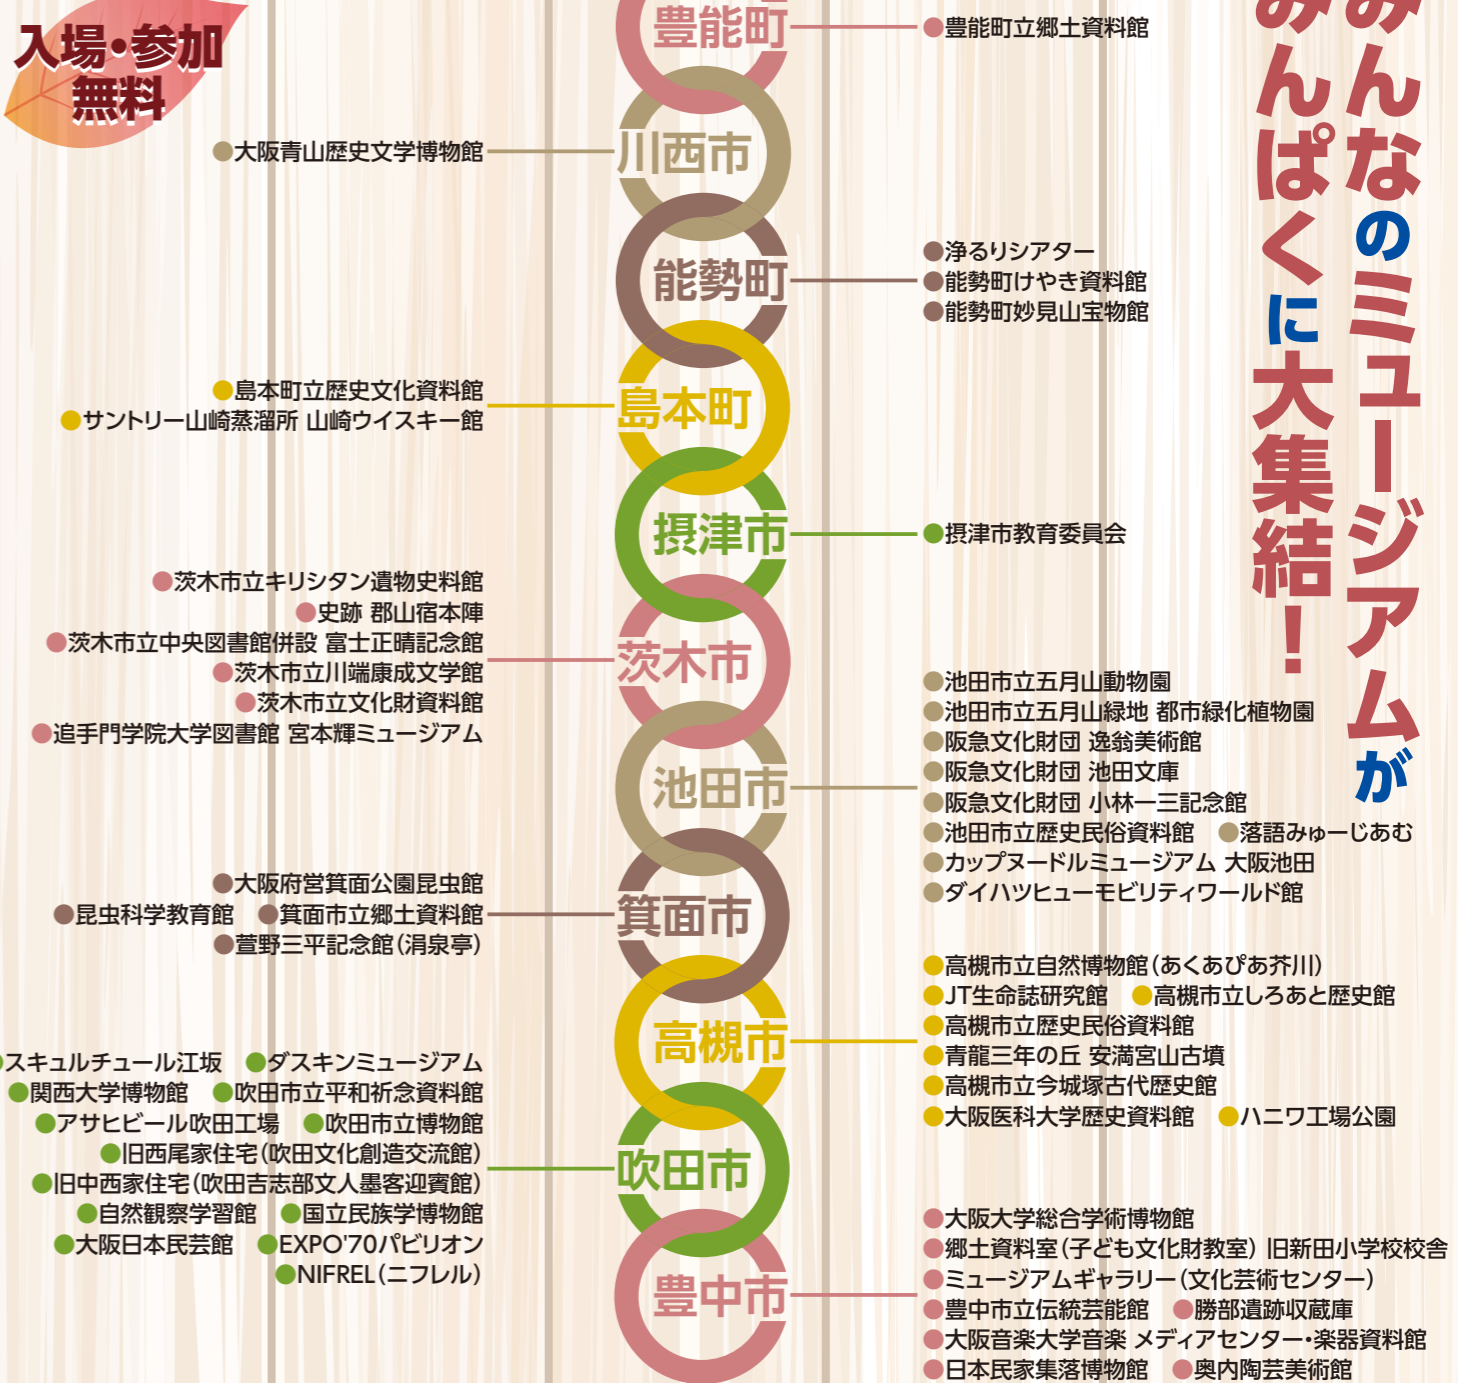 みんなのミュージアムが
みんぱくに大集結！
入場・参加
無料
豊能町
●豊能町立郷土資料館
川西市
●大阪青山歴史文学博物館
能勢町
●浄るりシアター
●能勢町けやき資料館
●能勢町妙見山宝物館
島本町
●島本町立歴史文化資料館
●サントリー山崎蒸溜所 山崎ウイスキー館
摂津市
●摂津市教育委員会
茨木市
●茨木市立キリシタン遺物史料館
●史跡 郡山宿本陣
●茨木市立中央図書館併設 富士正晴記念館
●茨木市立川端康成文学館
●茨木市立文化財資料館
●追手門学院大学図書館 宮本輝ミュージアム
池田市
●池田市立五月山動物園
●池田市立五月山緑地 都市緑化植物園
●阪急文化財団 逸翁美術館
●阪急文化財団 池田文庫
●阪急文化財団 小林一三記念館
●池田市立歴史民俗資料館 ●落語みゅーじあむ
●カップヌードルミュージアム 大阪池田
●ダイハツヒューモビリティワールド館
箕面市
●大阪府営箕面公園昆虫館
●昆虫科学教育館 ●箕面市立郷土資料館
●萱野三平記念館（涓泉亭）
高槻市
●高槻市立自然博物館（あくあぴあ芥川）
●JT生命誌研究館 ●高槻市立しろあと歴史館
●高槻市立歴史民俗資料館
●青龍三年の丘 安満宮山古墳
●高槻市立今城塚古代歴史館
●大阪医科大学歴史資料館 ●ハニワ工場公園
吹田市
●スキュルチュール江坂 ●ダスキンミュージアム
●関西大学博物館 ●吹田市立平和祈念資料館
●アサヒビール吹田工場 ●吹田市立博物館
●旧西尾家住宅（吹田文化創造交流館）
●旧中西家住宅（吹田吉志部文人墨客迎賓館）
●自然観察学習館 ●国立民族学博物館
●大阪日本民芸館 ●EXPO'70パビリオン
●NIFREL（ニフレル）
豊中市
●大阪大学総合学術博物館
●郷土資料室（子ども文化財教室）旧新田小学校校舎
●ミュージアムギャラリー（文化芸術センター）
●豊中市立伝統芸能館 ●勝部遺跡収蔵庫
●大阪音楽大学音楽 メディアセンター・楽器資料館
●日本民家集落博物館 ●奥内陶芸美術館